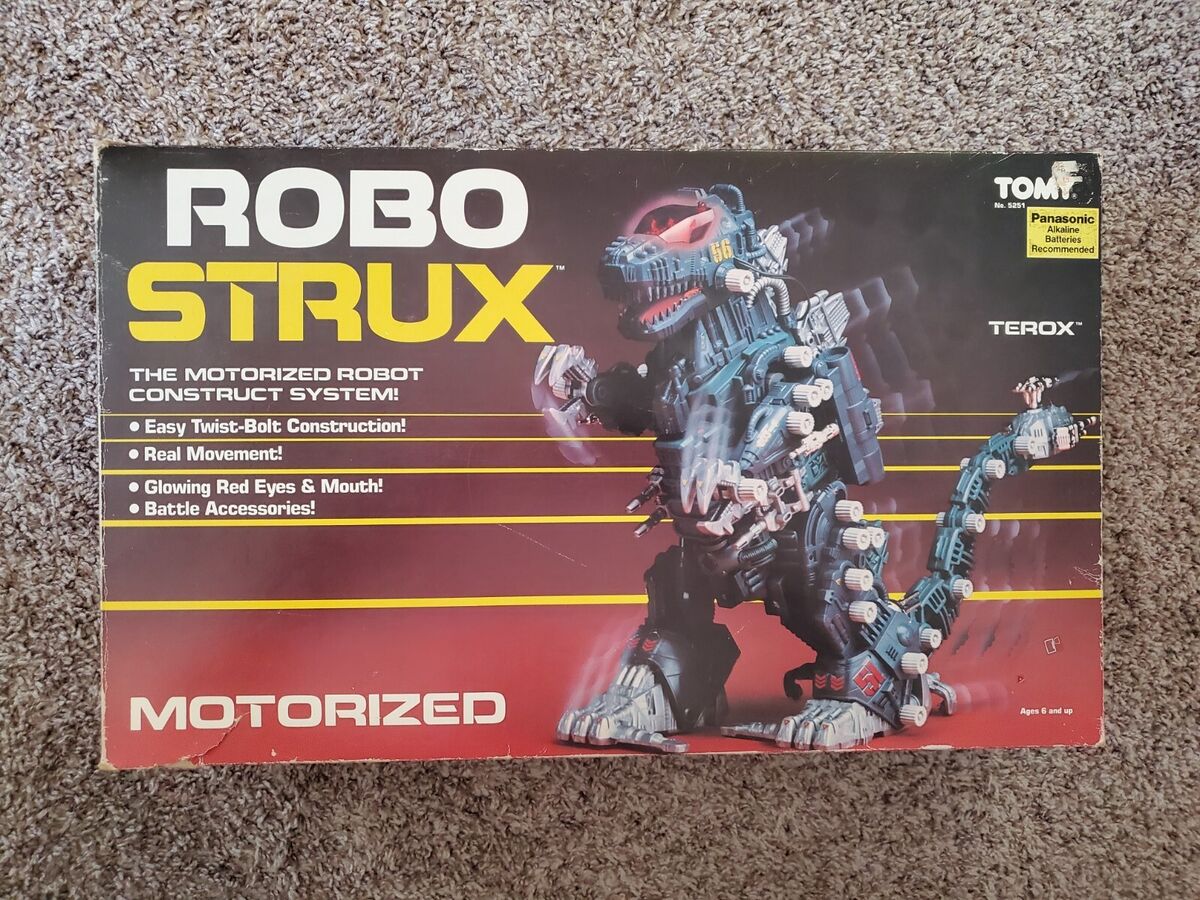 ROBO
STRUX™
THE MOTORIZED ROBOT
CONSTRUCT SYSTEM!
• Easy Twist-Bolt Construction!
• Real Movement!
• Glowing Red Eyes & Mouth!
• Battle Accessories!
MOTORIZED
TOMY
No. 5251
Panasonic
Alkaline
Batteries
Recommended
TEROX™
56
Ages 6 and up